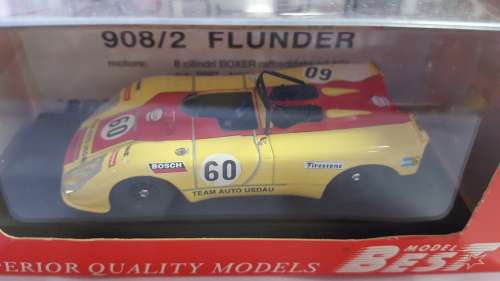 908/2 FLUNDER
motore: 8 cilindri BOXER
60
60
BOSCH
60
Firestone
TEAM AUTO USDAU
PERIOR QUALITY MODELS
MODEL
BEST